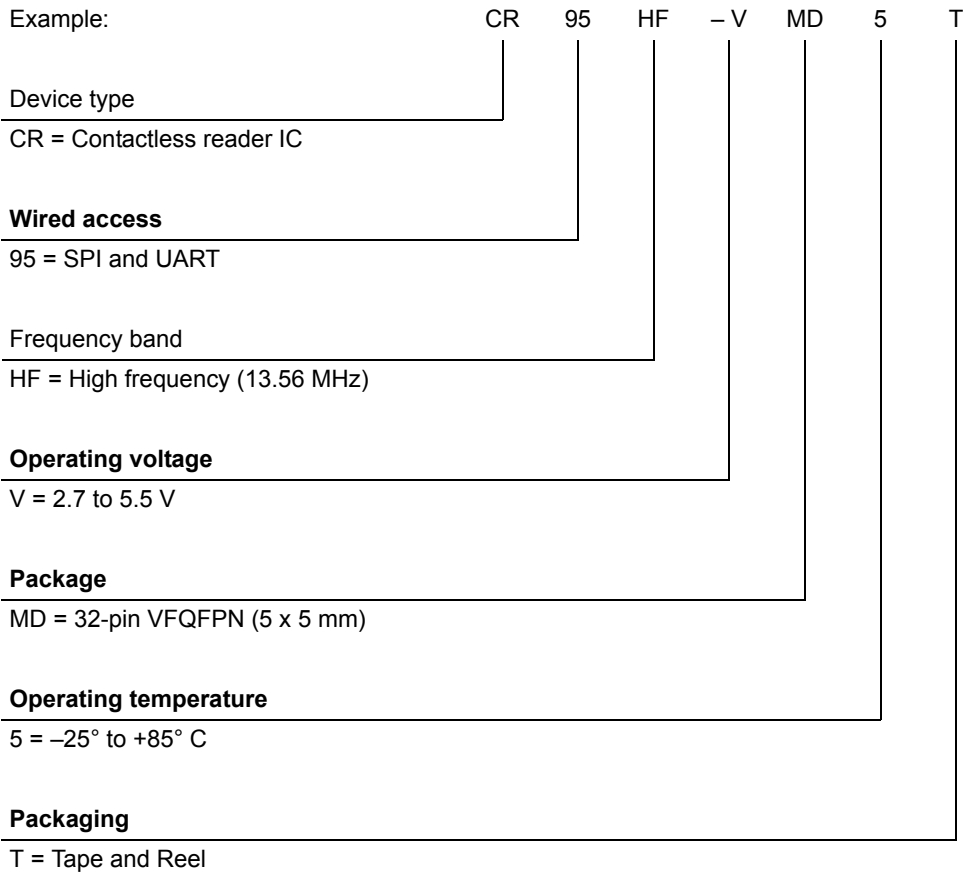 Example: CR 95 HF – V MD 5 T
Device type
CR = Contactless reader IC
Wired access
95 = SPI and UART
Frequency band
HF = High frequency (13.56 MHz)
Operating voltage
V = 2.7 to 5.5 V
Package
MD = 32-pin VFQFPN (5 x 5 mm)
Operating temperature
5 = –25° to +85° C
Packaging
T = Tape and Reel